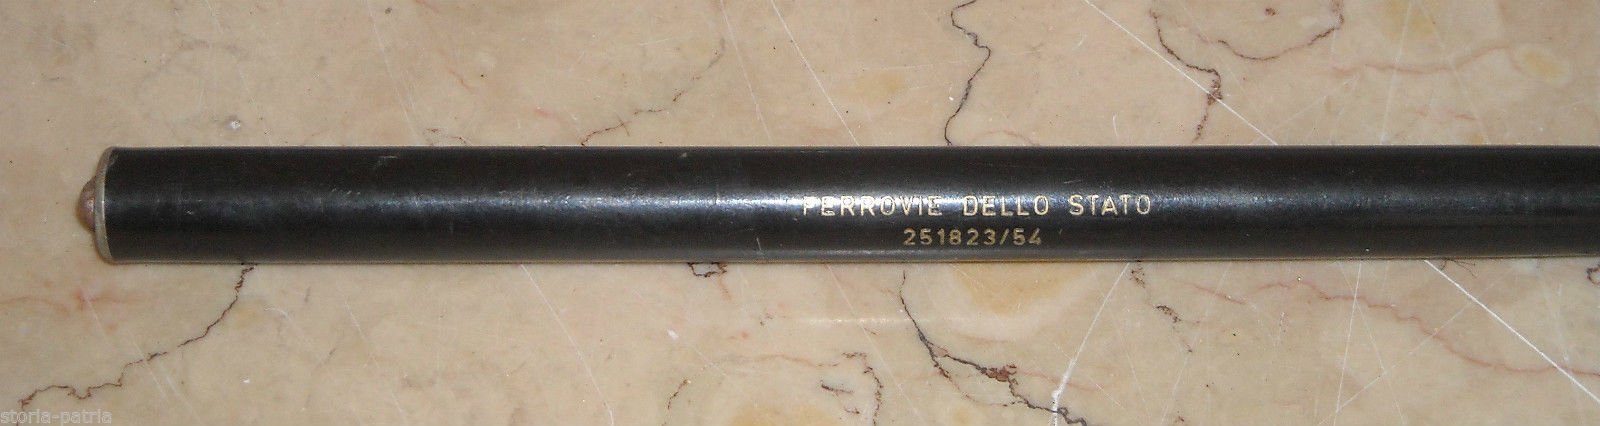 FERROVIE DELLO STATO
251823/54
storia-patria